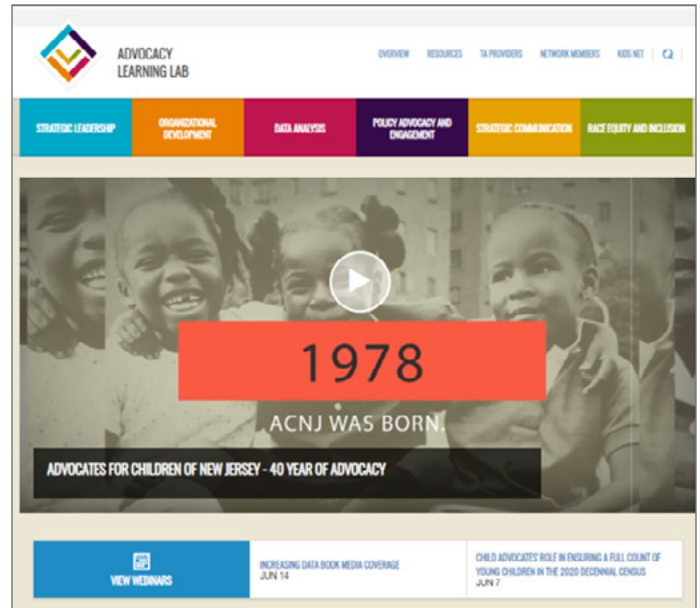 ADVOCACY
LEARNING LAB
OVERVIEW RESOURCES TA PROVIDERS NETWORK MEMBERS KIDS NET
STRATEGIC LEADERSHIP
ORGANIZATIONAL
DEVELOPMENT
DATA ANALYSIS
POLICY ADVOCACY AND
ENGAGEMENT
STRATEGIC COMMUNICATION
RACE EQUITY AND INCLUSION
1978
ACNJ WAS BORN.
ADVOCATES FOR CHILDREN OF NEW JERSEY - 40 YEAR OF ADVOCACY
VIEW WEBINARS
INCREASING DATA BOOK MEDIA COVERAGE
JUN 14
CHILD ADVOCATES' ROLE IN ENSURING A FULL COUNT OF
YOUNG CHILDREN IN THE 2020 DECENNIAL CENSUS
JUN 7